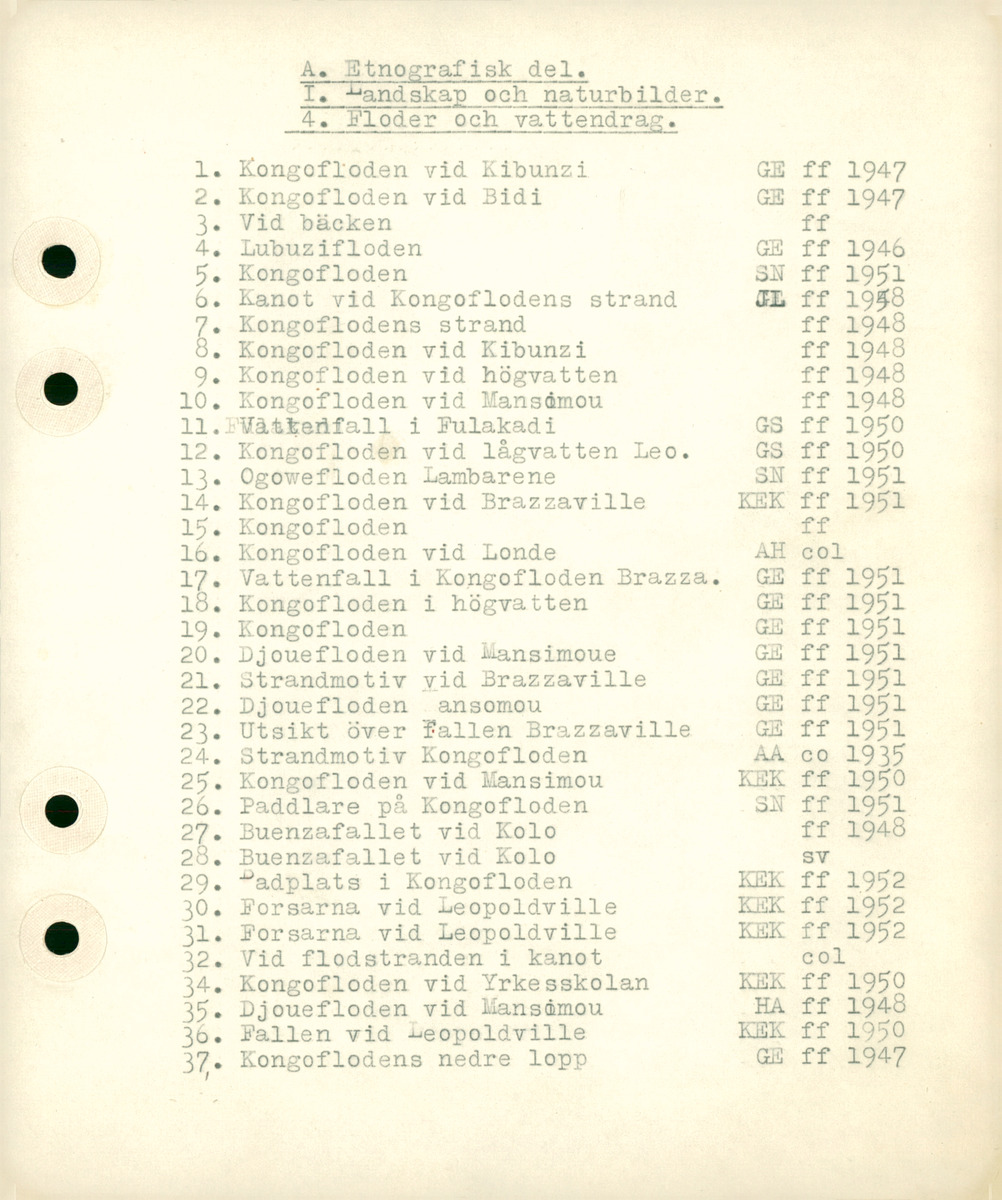 A. Etnografisk del.
I. Landskap och naturbilder.
4. Floder och vattendrag.
1. Kongofloden vid Kibunzi GE ff 1947
2. Kongofloden vid Bidi GE ff 1947
3. Vid bäcken ff
4. Lubuzifloden GE ff 1946
5. Kongofloden SN ff 1951
6. Kanot vid Kongoflodens strand JL ff 1948
7. Kongoflodens strand ff 1948
8. Kongofloden vid Kibunzi ff 1948
9. Kongofloden vid högvatten ff 1948
10. Kongofloden vid Mansimou ff 1948
11. Vattenfall i Fulakadi GS ff 1950
12. Kongofloden vid lågvatten Leo. GS ff 1950
13. Ogowefloden Lambarene SN ff 1951
14. Kongofloden vid Brazzaville KEK ff 1951
15. Kongofloden ff
16. Kongofloden vid Londe AH col
17. Vattenfall i Kongofloden Brazza. GE ff 1951
18. Kongofloden i högvatten GE ff 1951
19. Kongofloden GE ff 1951
20. Djouefloden vid Mansimoue GE ff 1951
21. Strandmotiv vid Brazzaville GE ff 1951
22. Djouefloden ansomou GE ff 1951
23. Utsikt över Fallen Brazzaville GE ff 1951
24. Strandmotiv Kongofloden AA co 1935
25. Kongofloden vid Mansimou KEK ff 1950
26. Paddlare på Kongofloden SN ff 1951
27. Buenzafallet vid Kolo ff 1948
28. Buenzafallet vid Kolo sv
29. Badplats i Kongofloden KEK ff 1952
30. Forsarna vid Leopoldville KEK ff 1952
31. Forsarna vid Leopoldville KEK ff 1952
32. Vid flodstranden i kanot col
34. Kongofloden vid Yrkesskolan KEK ff 1950
35. Djouefloden vid Mansimou HA ff 1948
36. Fallen vid Leopoldville KEK ff 1950
37,. Kongoflodens nedre lopp GE ff 1947